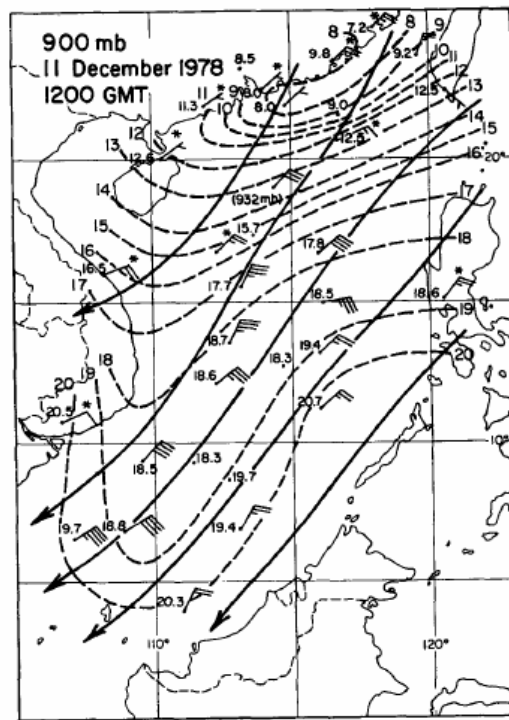 900 mb
11 December 1978
1200 GMT
8 7.2 * 8 9
8.5 * 9.8 * 9.2 10
11 * 9 8.0 11
11.3 10 8.0 9.0 12.5 12
13
12 * 12.5 * 14
13 12.6 15
16 20°
14 (932mb) 17
15 * 15.7 17.8 18
16 *
16.5 17.7 *
17 18.5 18.6
18.7 19.4 19
18 18.6 18.3 20
20 19
* 20.7
20.5
10°
18.5 18.3
19.7
9.7 18.8 19.4
20.3
110° 120°